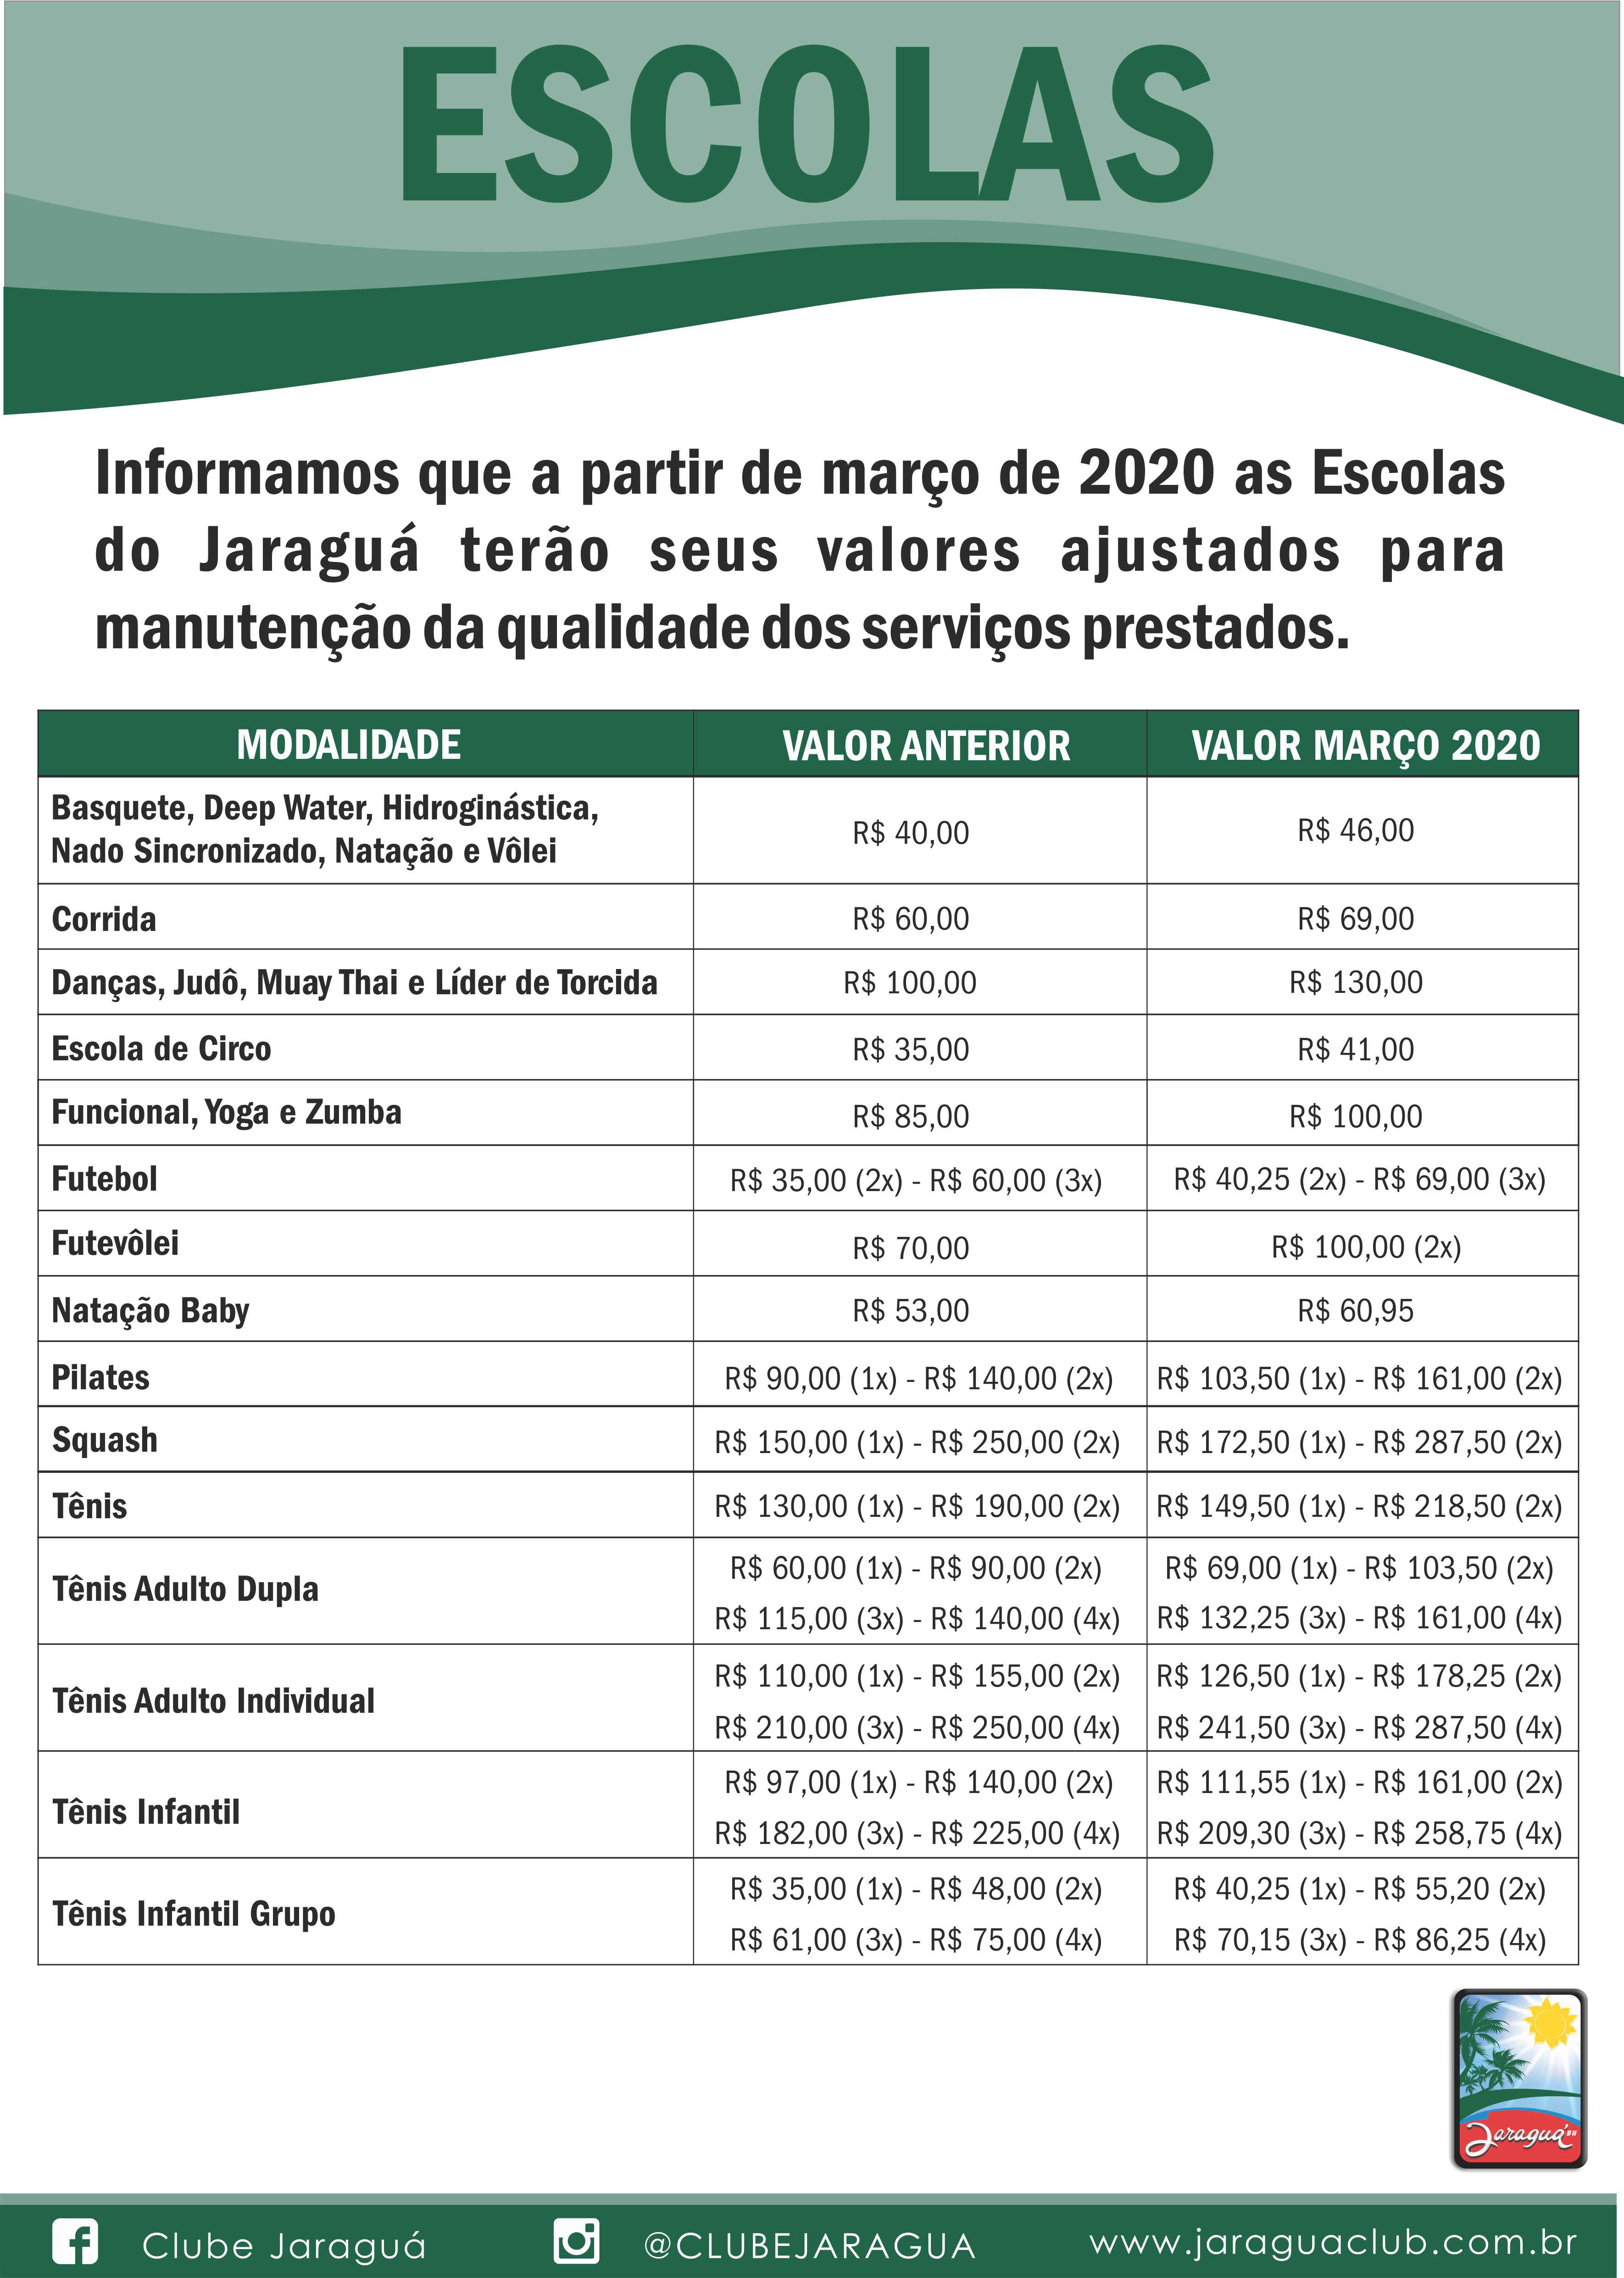 ESCOLAS
Informamos que a partir de março de 2020 as Escolas
do Jaraguá terão seus valores ajustados para
manutenção da qualidade dos serviços prestados.
MODALIDADE VALOR ANTERIOR VALOR MARÇO 2020
Basquete, Deep Water, Hidroginástica,
Nado Sincronizado, Natação e Vôlei
R$ 40,00 R$ 46,00
Corrida R$ 60,00 R$ 69,00
Danças, Judô, Muay Thai e Líder de Torcida R$ 100,00 R$ 130,00
Escola de Circo R$ 35,00 R$ 41,00
Funcional, Yoga e Zumba R$ 85,00 R$ 100,00
Futebol R$ 35,00 (2x) - R$ 60,00 (3x) R$ 40,25 (2x) - R$ 69,00 (3x)
Futevôlei R$ 70,00 R$ 100,00 (2x)
Natação Baby R$ 53,00 R$ 60,95
Pilates R$ 90,00 (1x) - R$ 140,00 (2x) R$ 103,50 (1x) - R$ 161,00 (2x)
Squash R$ 150,00 (1x) - R$ 250,00 (2x) R$ 172,50 (1x) - R$ 287,50 (2x)
Tênis R$ 130,00 (1x) - R$ 190,00 (2x) R$ 149,50 (1x) - R$ 218,50 (2x)
Tênis Adulto Dupla
R$ 60,00 (1x) - R$ 90,00 (2x) R$ 69,00 (1x) - R$ 103,50 (2x)
R$ 115,00 (3x) - R$ 140,00 (4x) R$ 132,25 (3x) - R$ 161,00 (4x)
Tênis Adulto Individual
R$ 110,00 (1x) - R$ 155,00 (2x) R$ 126,50 (1x) - R$ 178,25 (2x)
R$ 210,00 (3x) - R$ 250,00 (4x) R$ 241,50 (3x) - R$ 287,50 (4x)
Tênis Infantil
R$ 97,00 (1x) - R$ 140,00 (2x) R$ 111,55 (1x) - R$ 161,00 (2x)
R$ 182,00 (3x) - R$ 225,00 (4x) R$ 209,30 (3x) - R$ 258,75 (4x)
Tênis Infantil Grupo
R$ 35,00 (1x) - R$ 48,00 (2x) R$ 40,25 (1x) - R$ 55,20 (2x)
R$ 61,00 (3x) - R$ 75,00 (4x) R$ 70,15 (3x) - R$ 86,25 (4x)
Jaraguá BH
Clube Jaraguá @CLUBEJARAGUA www.jaraguaclub.com.br